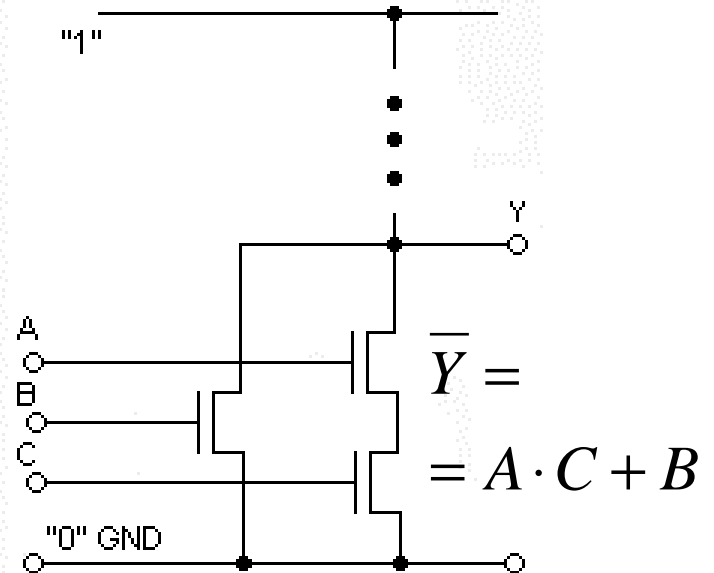 "1"
Y
A
B
C
"0" GND
Y̅ =
= A · C + B